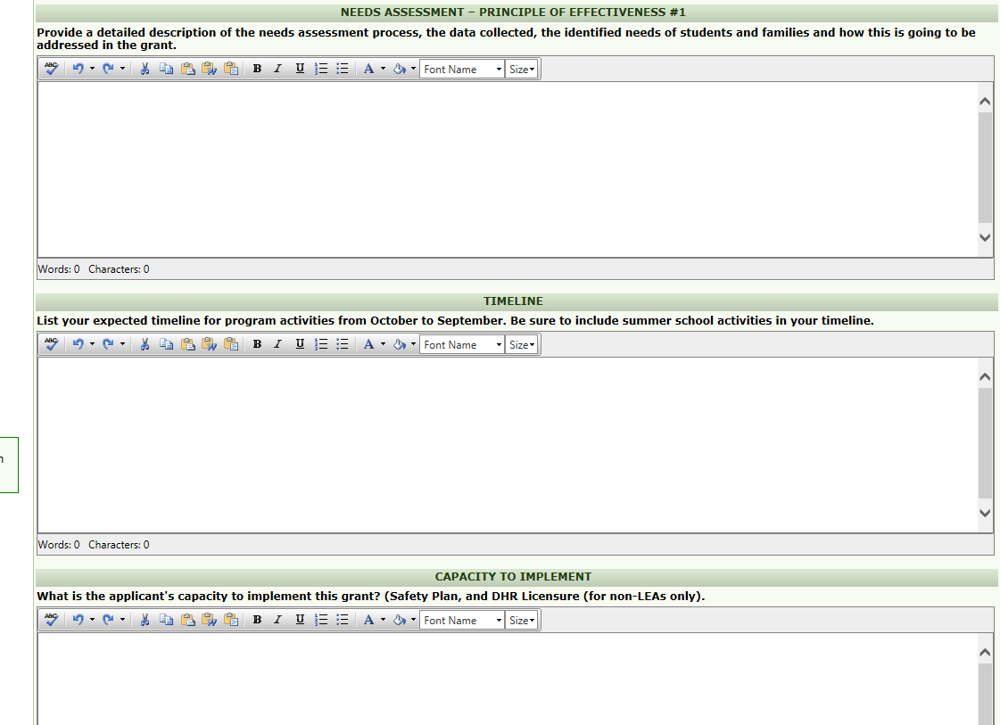 NEEDS ASSESSMENT – PRINCIPLE OF EFFECTIVENESS #1
Provide a detailed description of the needs assessment process, the data collected, the identified needs of students and families and how this is going to be
addressed in the grant.
ABC B I U A Font Name Size
Words: 0 Characters: 0
TIMELINE
List your expected timeline for program activities from October to September. Be sure to include summer school activities in your timeline.
ABC B I U A Font Name Size
n
Words: 0 Characters: 0
CAPACITY TO IMPLEMENT
What is the applicant's capacity to implement this grant? (Safety Plan, and DHR Licensure (for non-LEAs only).
ABC B I U A Font Name Size